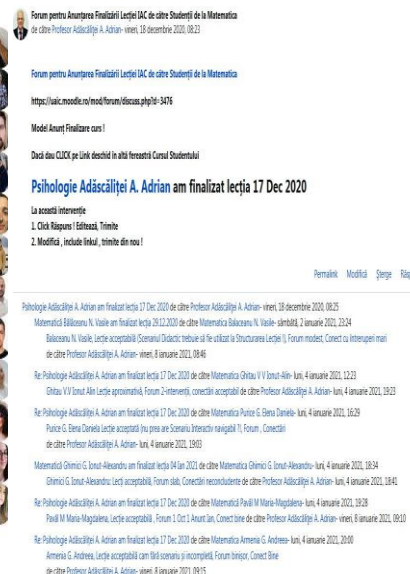 Forum pentru Anunțarea Finalizării Lecției IAC de către Studenții de la Matematica
de către Profesor Adăscăliței A. Adrian- vineri, 18 decembrie 2020, 08:23
Forum pentru Anunțarea Finalizării Lecției IAC de către Studenții de la Matematica
https://uaic.moodle.ro/mod/forum/discuss.php?d=3476
Model Anunț Finalizare curs !
Dacă dau CLICK pe Link deschid în altă fereastră Cursul Studentului
Psihologie Adăscăliței A. Adrian am finalizat lecția 17 Dec 2020
La această intervenție
1. Click Răspuns ! Editează, Trimite
2. Modifică , include linkul , trimite din nou !
Permalink Modifică Șterge Răs
Psihologie Adăscăliței A. Adrian am finalizat lecția 17 Dec 2020 de către Profesor Adăscăliței A. Adrian- vineri, 18 decembrie 2020, 08:25
Matematică Bălăceanu N. Vasile am finalizat lecția 29.12.2020 de către Matematica Balaceanu N. Vasile- sâmbătă, 2 ianuarie 2021, 23:24
Balaceanu N. Vasile, Lecție acceptabilă (Scenariul Didactic trebuie să fie utilizat la Structurarea Lecției !), Forum modest, Conect cu întreruperi mari
de către Profesor Adăscăliței A. Adrian- vineri, 8 ianuarie 2021, 08:46
Re: Psihologie Adăscăliței A. Adrian am finalizat lecția 17 Dec 2020 de către Matematica Ghitau V V Ionut-Alin- luni, 4 ianuarie 2021, 12:23
Ghitau V.V Ionut Alin Lecție aproximativă, Forum 2-intervenții, conectări acceptabil de către Profesor Adăscăliței A. Adrian- luni, 4 ianuarie 2021, 19:23
Re: Psihologie Adăscăliței A. Adrian am finalizat lecția 17 Dec 2020 de către Matematica Purice G. Elena Daniela- luni, 4 ianuarie 2021, 16:29
Purice G. Elena Daniela Lecție acceptată (nu prea are Scenariu Interactiv navigabil ?), Forum , Conectări
de către Profesor Adăscăliței A. Adrian- luni, 4 ianuarie 2021, 19:03
Matematică Ghimici G. Ionut-Alexandru am finalizat lecția 04 Ian 2021 de către Matematica Ghimici G. Ionut-Alexandru- luni, 4 ianuarie 2021, 18:34
Ghimici G. Ionut-Alexandru: Lecți acceptabilă, Forum slab, Conectări neconcludente de către Profesor Adăscăliței A. Adrian- luni, 4 ianuarie 2021, 18:41
Re: Psihologie Adăscăliței A. Adrian am finalizat lecția 17 Dec 2020 de către Matematica Pavăl M Maria-Magdalena- luni, 4 ianuarie 2021, 19:28
Pavăl M Maria-Magdalena, Lecție acceptabilă , Forum 1 Oct 1 Anunt Ian, Conect bine de către Profesor Adăscăliței A. Adrian- vineri, 8 ianuarie 2021, 09:10
Re: Psihologie Adăscăliței A. Adrian am finalizat lecția 17 Dec 2020 de către Matematica Armenia G. Andreea- luni, 4 ianuarie 2021, 20:00
Armenia G. Andreea, Lecție acceptabilă cam fără scenariu și incompletă, Forum binișor, Conect Bine
de către Profesor Adăscăliței A. Adrian- vineri, 8 ianuarie 2021, 09:15